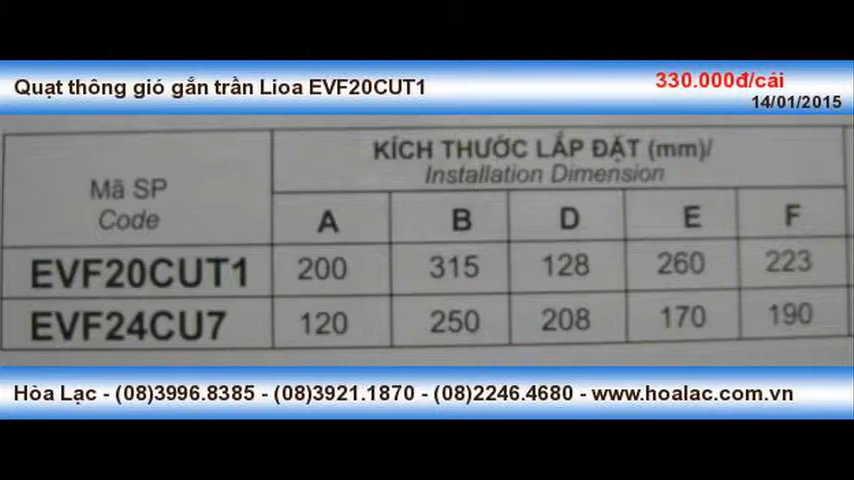 Quạt thông gió gắn trần Lioa EVF20CUT1
330.000đ/cái
14/01/2015
KÍCH THƯỚC LẮP ĐẶT (mm)/
Installation Dimension
Mã SP
Code
A B D E F
EVF20CUT1 200 315 128 260 223
EVF24CU7 120 250 208 170 190
Hòa Lạc - (08)3996.8385 - (08)3921.1870 - (08)2246.4680 - www.hoalac.com.vn